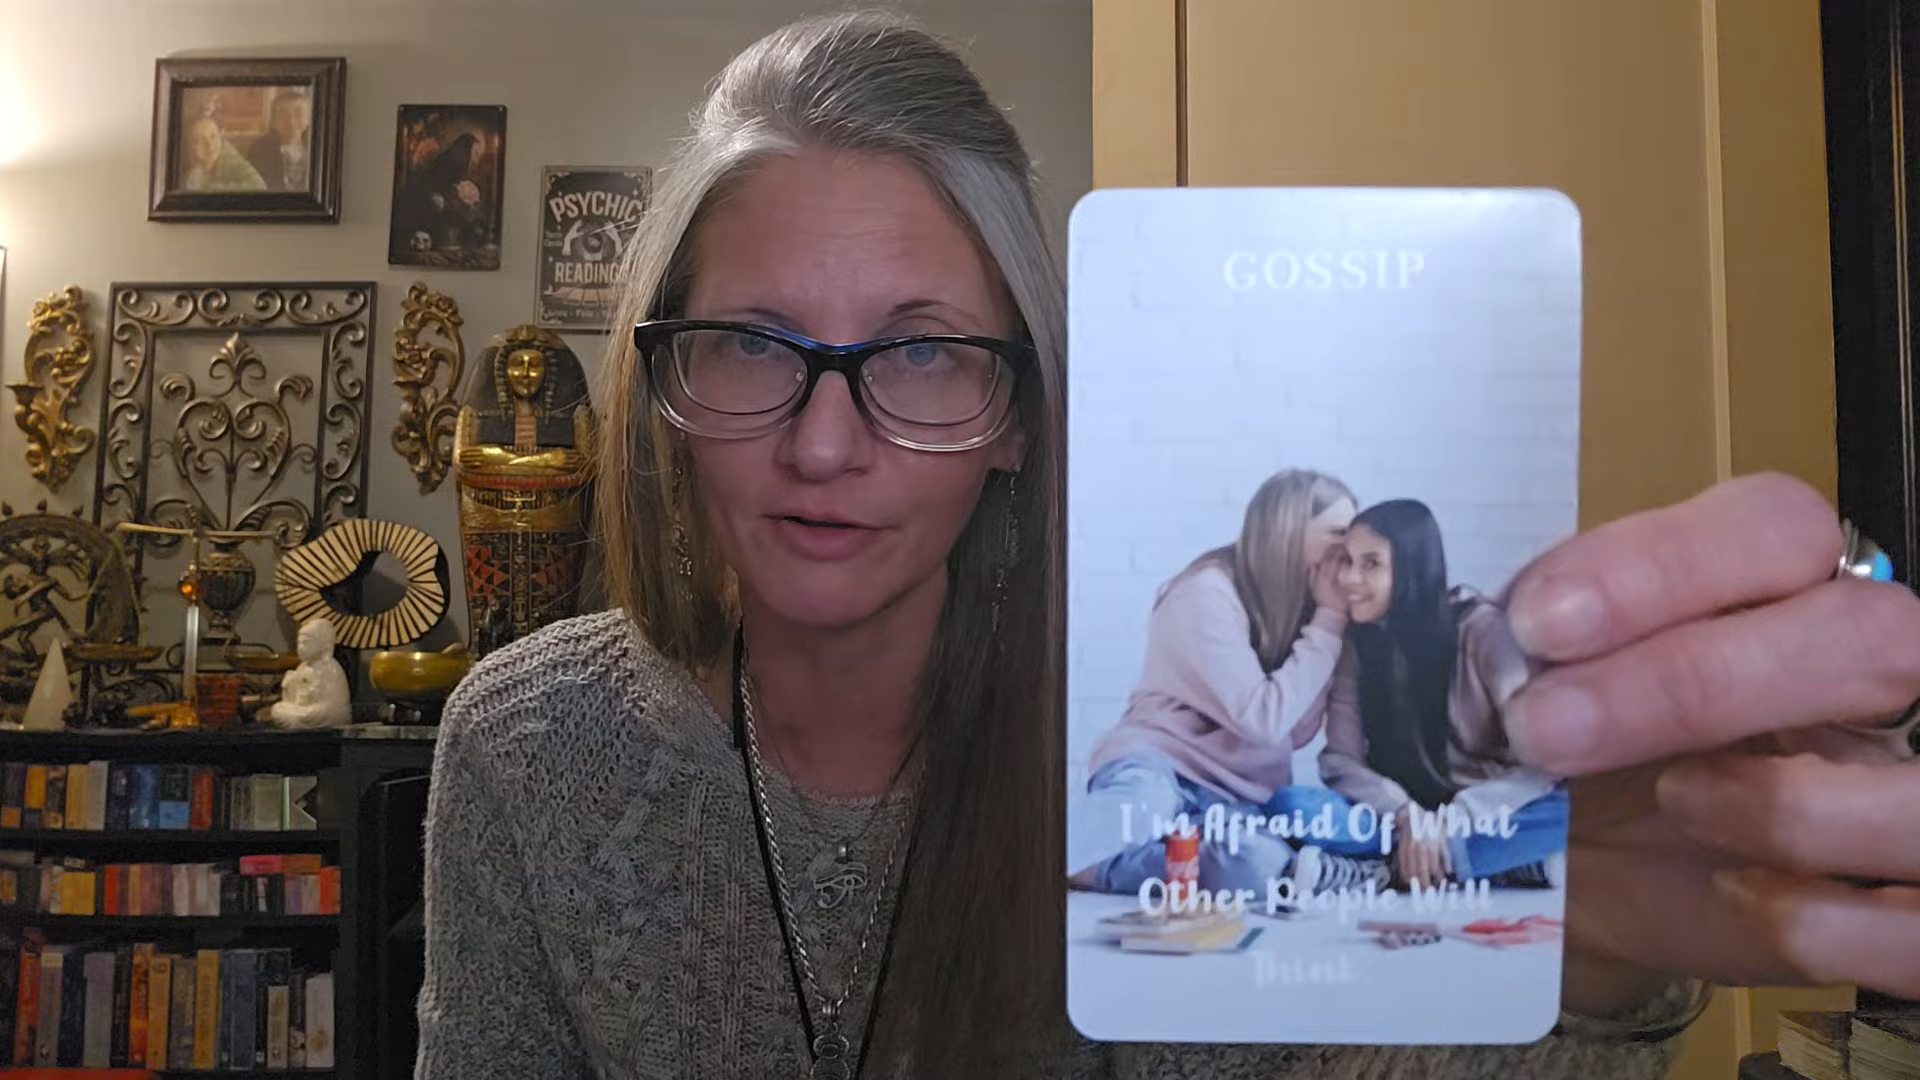 PSYCHIC
READINGS
GOSSIP
I'm Afraid Of What
Other People Will
Think.